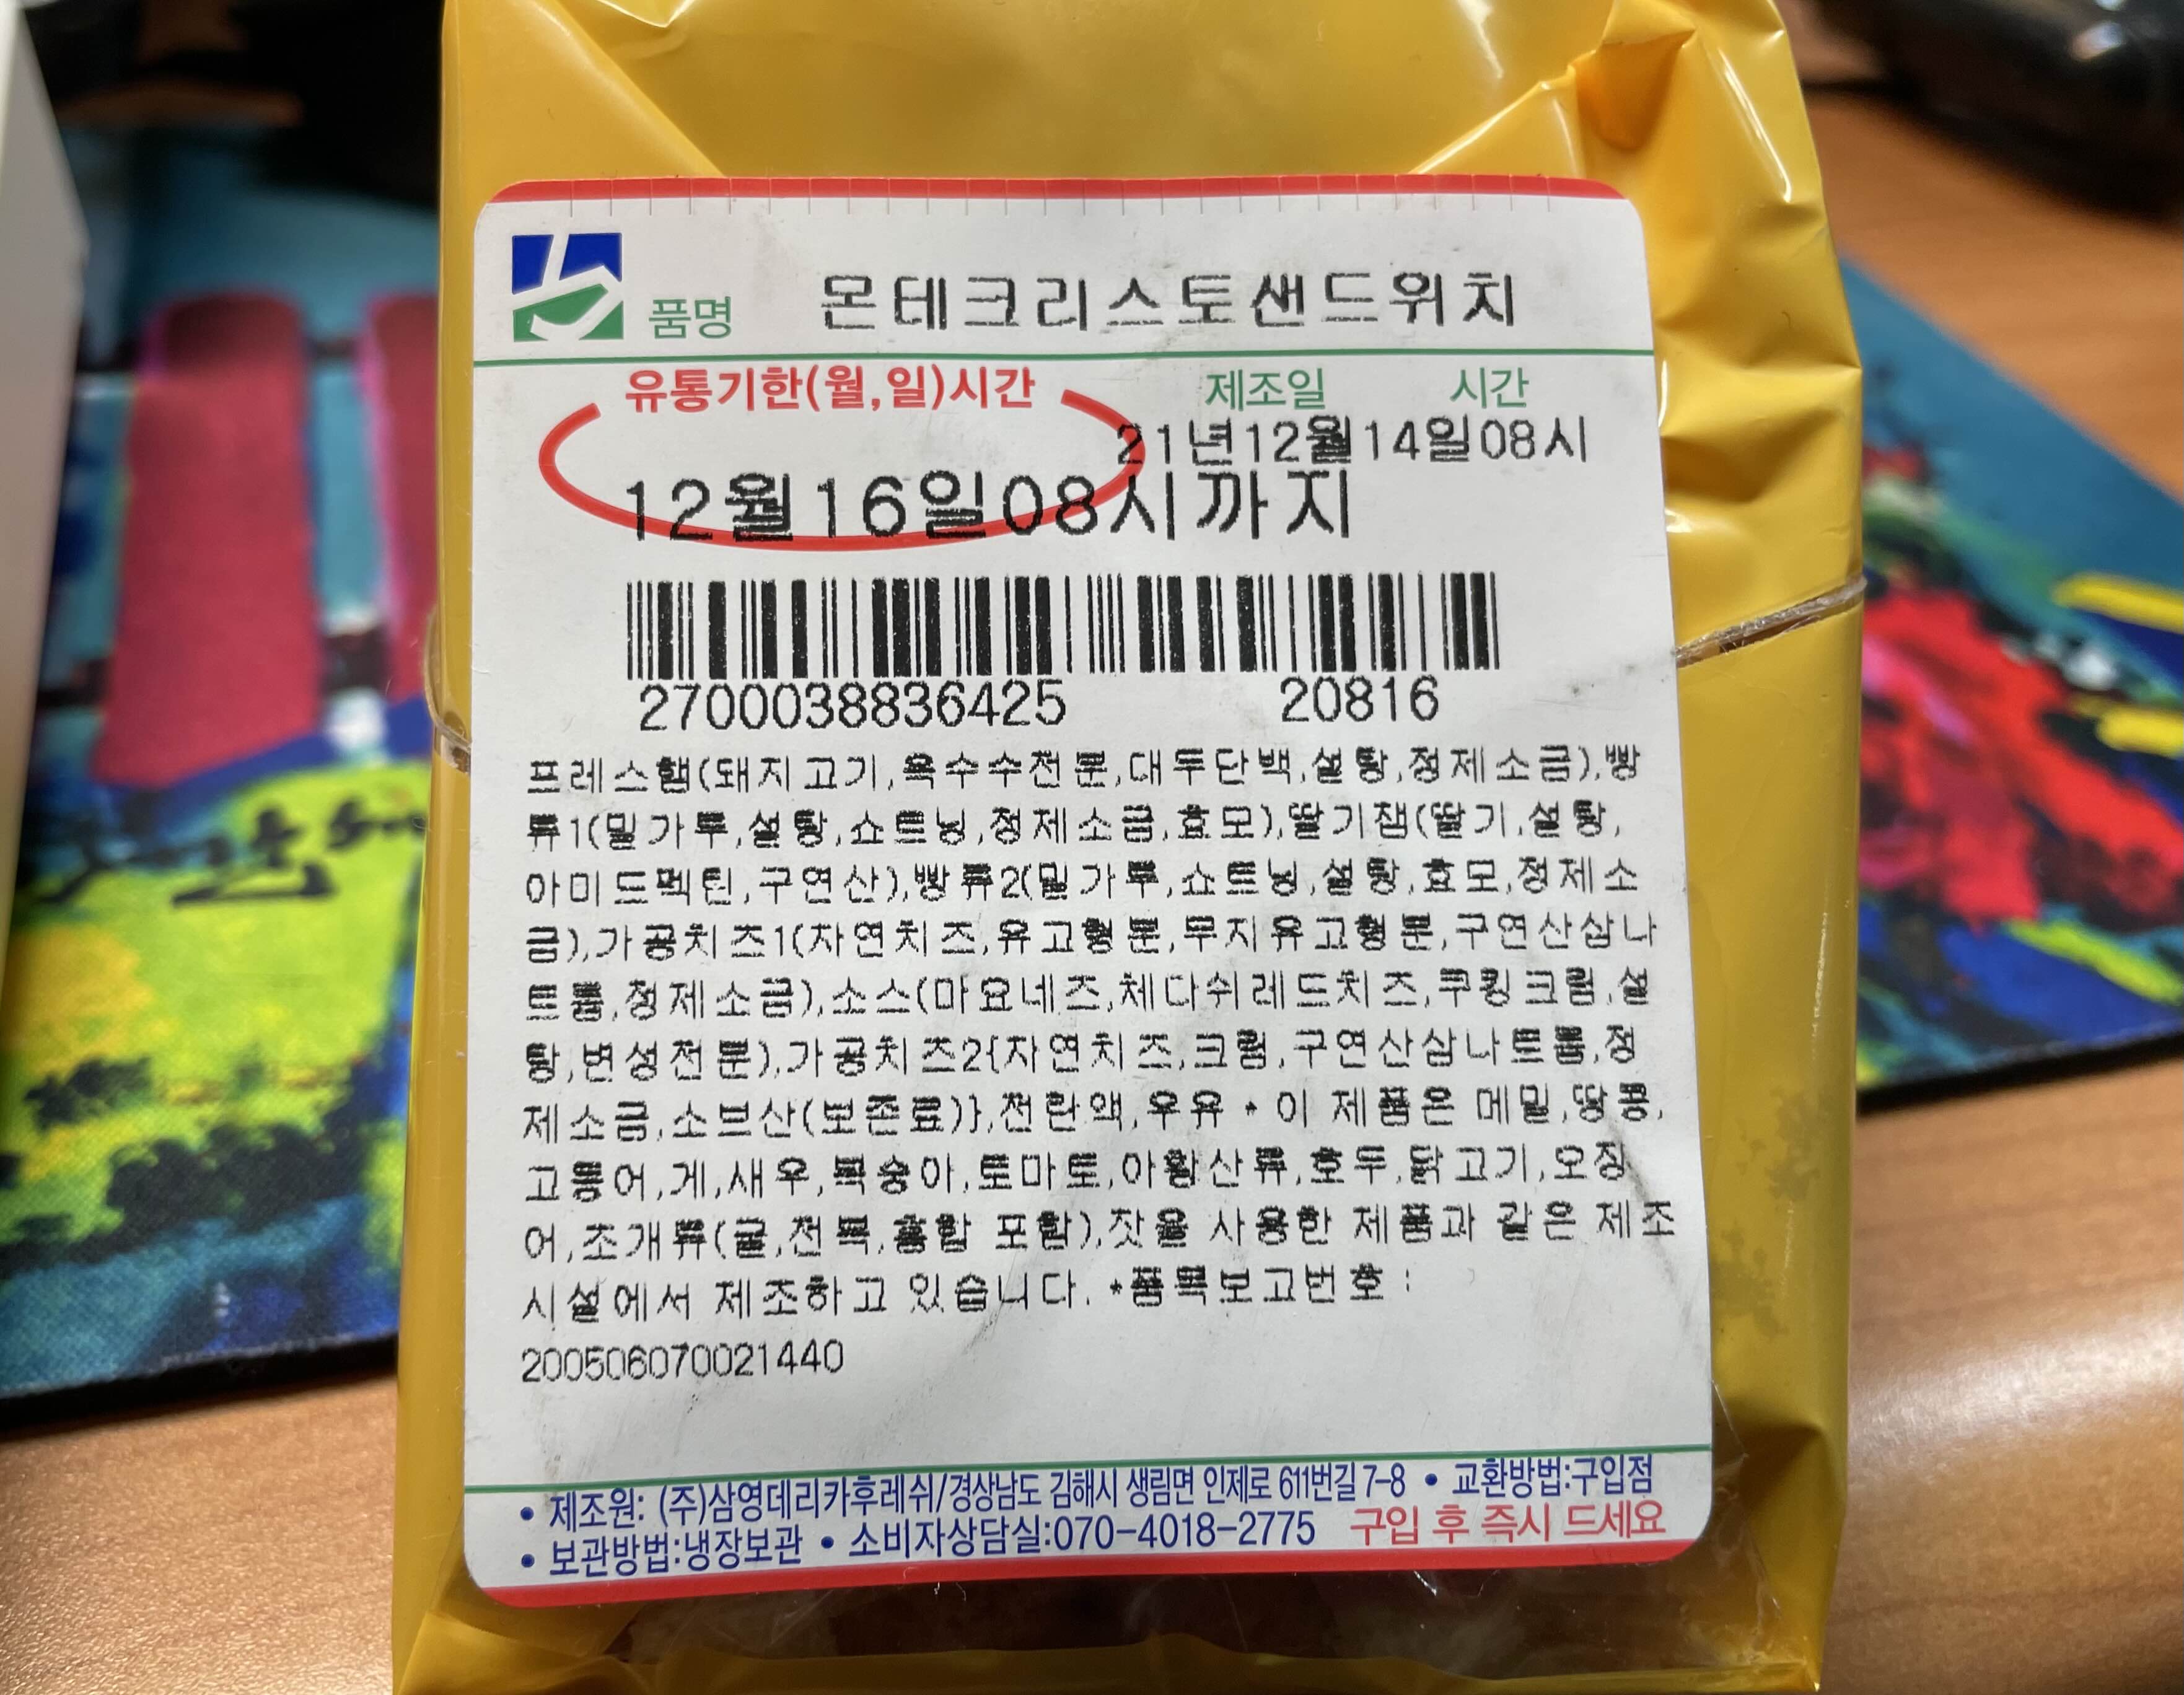 품명 몬테크리스토샌드위치
유통기한(월,일)시간 제조일 시간
21년12월14일08시
12월16일08시까지
2700038836425 20816
프레스햄(돼지고기,옥수수전분,대두단백,설탕,정제소금),빵
류1(밀가루,설탕,쇼트닝,정제소금,효모),딸기잼(딸기,설탕,
아미드펙틴,구연산),빵류2(밀가루,쇼트닝,설탕,효모,정제소
금),가공치즈1(자연치즈,유고형분,무지유고형분,구연산삼나
트륨,정제소금),소스(마요네즈,체다쉬레드치즈,쿠킹크림,설
탕,변성전분),가공치즈2{자연치즈,크림,구연산삼나트륨,정
제소금,소브산(보존료)},전란액,우유 * 이 제품은 메밀,땅콩,
고등어,게,새우,복숭아,토마토,아황산류,호두,닭고기,오징
어,조개류(굴,전복,홍합 포함),잣을 사용한 제품과 같은 제조
시설에서 제조하고 있습니다. *품목보고번호 :
200506070021440
• 제조원: (주)삼영데리카후레쉬/경상남도 김해시 생림면 인제로 611번길 7-8 • 교환방법:구입점
• 보관방법:냉장보관 • 소비자상담실:070-4018-2775 구입 후 즉시 드세요